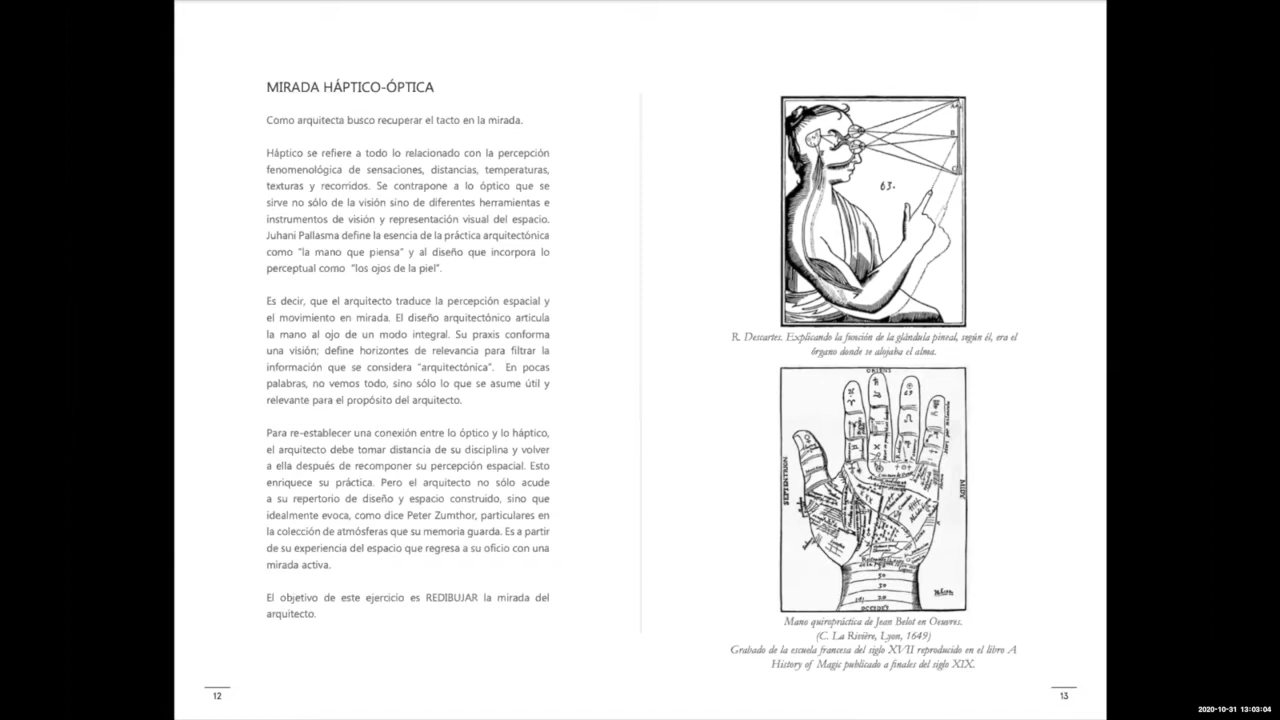 MIRADA HÁPTICO-ÓPTICA
Como arquitecta busco recuperar el tacto en la mirada.
Háptico se refiere a todo lo relacionado con la percepción
fenomenológica de sensaciones, distancias, temperaturas,
texturas y recorridos. Se contrapone a lo óptico que se
sirve no sólo de la visión sino de diferentes herramientas e
instrumentos de visión y representación visual del espacio.
Juhani Pallasma define la esencia de la práctica arquitectónica
como “la mano que piensa” y al diseño que incorpora lo
perceptual como “los ojos de la piel”.
Es decir, que el arquitecto traduce la percepción espacial y
el movimiento en mirada. El diseño arquitectónico articula
la mano al ojo de un modo integral. Su praxis conforma
una visión; define horizontes de relevancia para filtrar la
información que se considera “arquitectónica”. En pocas
palabras, no vemos todo, sino sólo lo que se asume útil y
relevante para el propósito del arquitecto.
Para re-establecer una conexión entre lo óptico y lo háptico,
el arquitecto debe tomar distancia de su disciplina y volver
a ella después de recomponer su percepción espacial. Esto
enriquece su práctica. Pero el arquitecto no sólo acude
a su repertorio de diseño y espacio construido, sino que
idealmente evoca, como dice Peter Zumthor, particulares en
la colección de atmósferas que su memoria guarda. Es a partir
de su experiencia del espacio que regresa a su oficio con una
mirada activa.
El objetivo de este ejercicio es REDIBUJAR la mirada del
arquitecto.
12
63.
R. Descartes. Explicando la función de la glándula pineal, según él, era el
órgano donde se alojaba el alma.
ORIENS
SEPTENTRION
MIDY
50
30
20
OCCIDEN
Mano quiropráctica de Jean Belot en Oeuvres.
(C. La Rivière, Lyon, 1649)
Grabado de la escuela francesa del siglo XVII reproducido en el libro A
History of Magic publicado a finales del siglo XIX.
13
2020-10-31 13:03:04